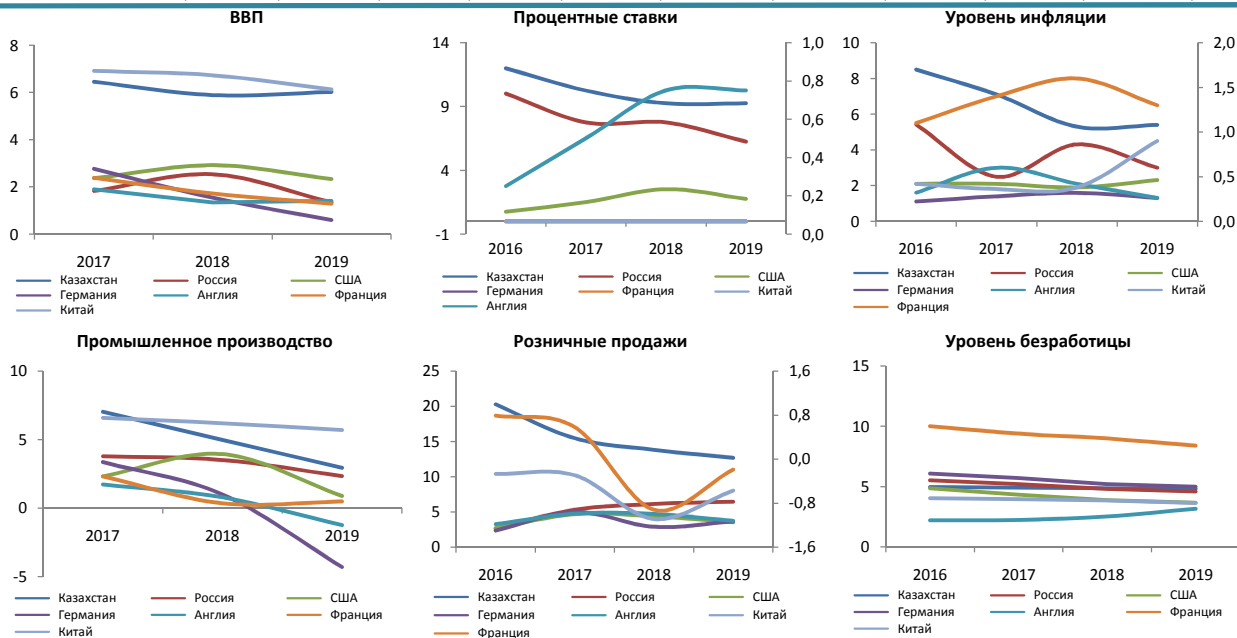 ВВП
8
6
4
2
0
2017 2018 2019
Казахстан Россия США
Германия Англия Франция
Китай
Процентные ставки
14
9
4
-1
1,0
0,8
0,6
0,4
0,2
0,0
2016 2017 2018 2019
Казахстан Россия США
Германия Франция Китай
Англия
Уровень инфляции
10
8
6
4
2
0
2,0
1,5
1,0
0,5
0,0
2016 2017 2018 2019
Казахстан Россия США
Германия Англия Китай
Франция
Промышленное производство
10
5
0
-5
2017 2018 2019
Казахстан Россия США
Германия Англия Франция
Китай
Розничные продажи
25
20
15
10
5
0
1,6
0,8
0,0
-0,8
-1,6
2016 2017 2018 2019
Казахстан Россия США
Германия Англия Китай
Франция
Уровень безработицы
15
10
5
0
2016 2017 2018 2019
Казахстан Россия США
Германия Англия Франция
Китай